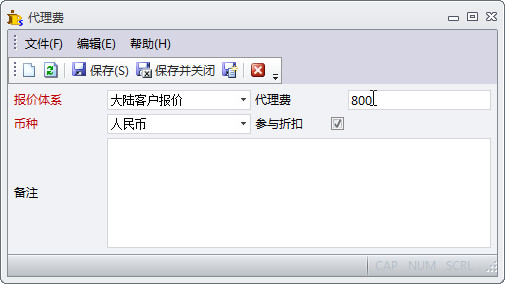 代理费
文件(F) 编辑(E) 帮助(H)
保存(S) 保存并关闭
报价体系 大陆客户报价 代理费 800
币种 人民币 参与折扣
备注
CAP NUM SCRL